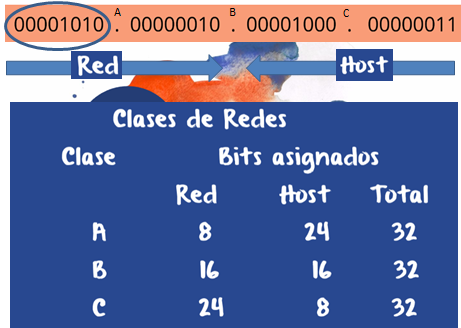 00001010 A. 00000010 B. 00001000 C. 00000011
Red Host
Clases de Redes
Clase Bits asignados
Red Host Total
A 8 24 32
B 16 16 32
C 24 8 32